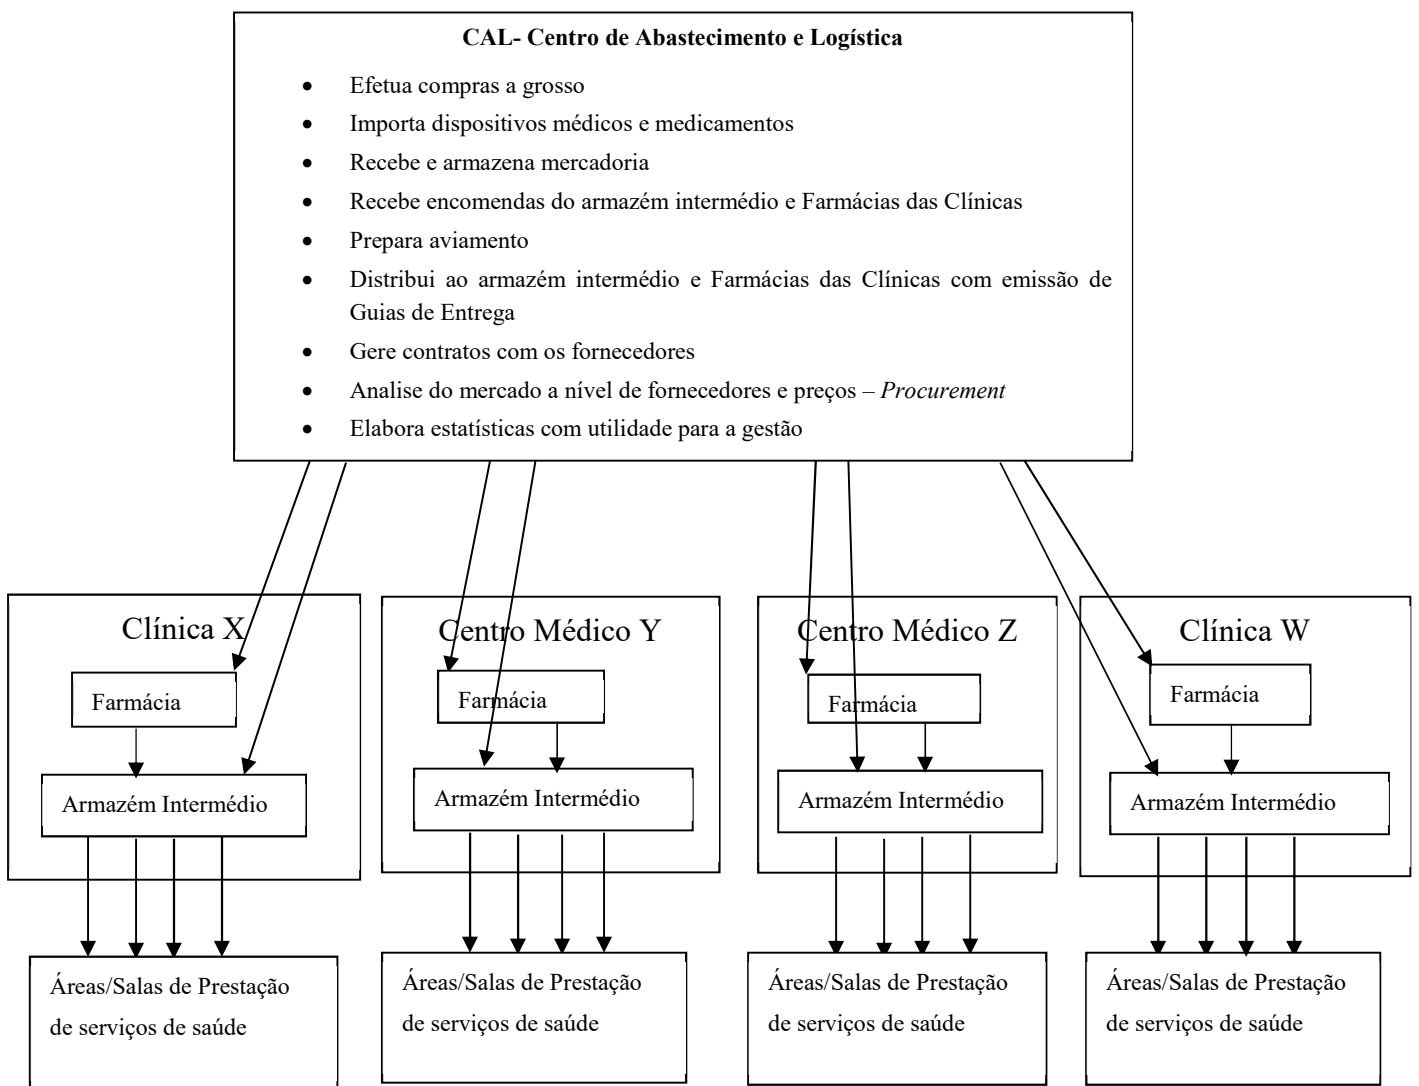 CAL- Centro de Abastecimento e Logística
• Efetua compras a grosso
• Importa dispositivos médicos e medicamentos
• Recebe e armazena mercadoria
• Recebe encomendas do armazém intermédio e Farmácias das Clínicas
• Prepara aviamento
• Distribui ao armazém intermédio e Farmácias das Clínicas com emissão de
Guias de Entrega
• Gere contratos com os fornecedores
• Analise do mercado a nível de fornecedores e preços – Procurement
• Elabora estatísticas com utilidade para a gestão
Clínica X
Farmácia
Armazém Intermédio
Áreas/Salas de Prestação
de serviços de saúde
Centro Médico Y
Farmácia
Armazém Intermédio
Áreas/Salas de Prestação
de serviços de saúde
Centro Médico Z
Farmácia
Armazém Intermédio
Áreas/Salas de Prestação
de serviços de saúde
Clínica W
Farmácia
Armazém Intermédio
Áreas/Salas de Prestação
de serviços de saúde